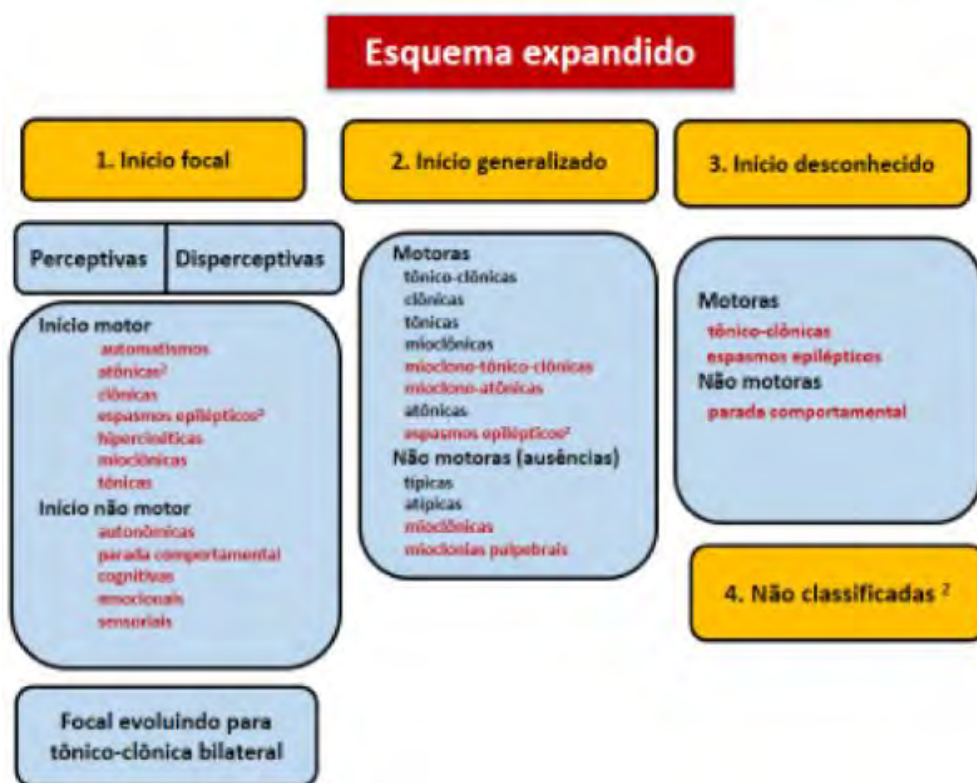 Esquema expandido
1. Início focal
Perceptivas
Disperceptivas
Início motor
automatismos
atônicas²
clônicas
espasmos epilépticos²
hipercinéticas
mioclônicas
tônicas
Início não motor
autonômicas
parada comportamental
cognitivas
emocionais
sensoriais
Focal evoluindo para
tônico-clônica bilateral
2. Início generalizado
Motoras
tônico-clônicas
clônicas
tônicas
mioclônicas
mioclono-tônico-clônicas
mioclono-atônicas
atônicas
espasmos epilépticos²
Não motoras (ausências)
típicas
atípicas
mioclônicas
mioclonias palpebrais
3. Início desconhecido
Motoras
tônico-clônicas
espasmos epilépticos
Não motoras
parada comportamental
4. Não classificadas ²